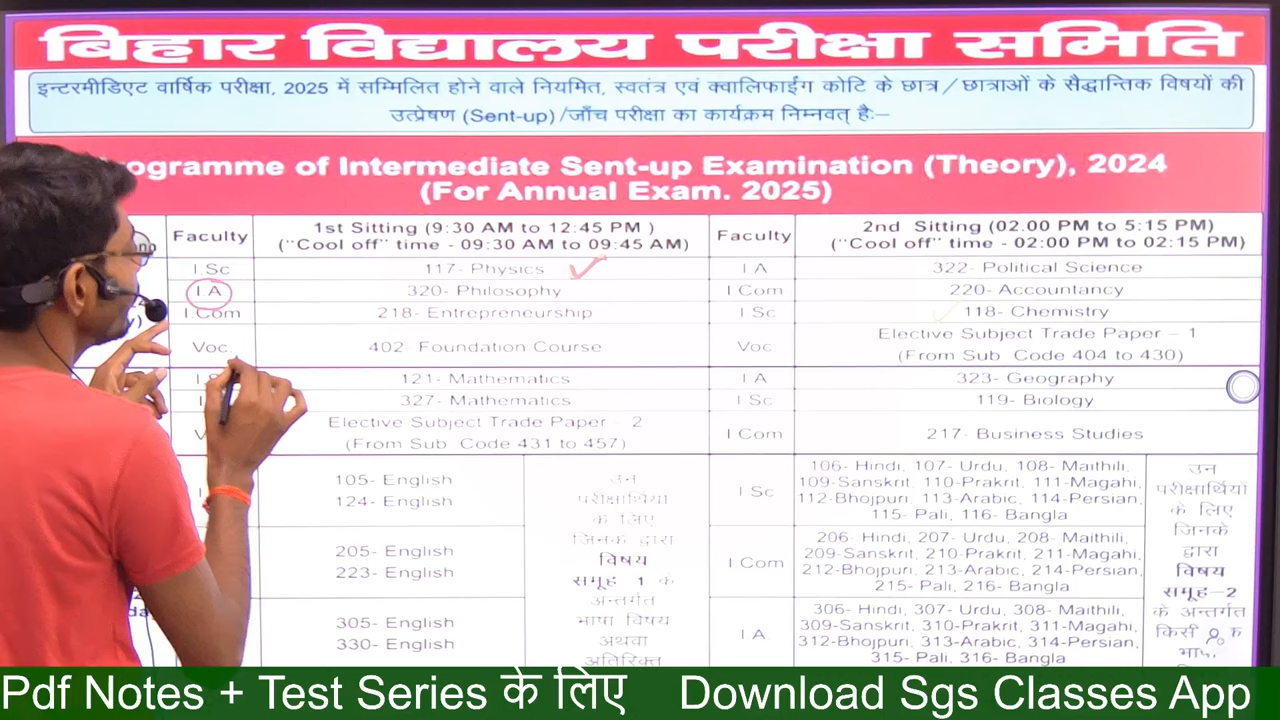 बिहार विद्यालय परीक्षा समिति
इन्टरमीडिएट वार्षिक परीक्षा, 2025 में सम्मिलित होने वाले नियमित, स्वतंत्र एवं क्वालिफाईंग कोटि के छात्र/छात्राओं के सैद्धान्तिक विषयों की
उत्प्रेषण (Sent-up)/जाँच परीक्षा का कार्यक्रम निम्नवत् है:–
ogramme of Intermediate Sent-up Examination (Theory), 2024
(For Annual Exam. 2025)
Faculty
1st Sitting (9:30 AM to 12:45 PM )
("Cool off" time - 09:30 AM to 09:45 AM)
Faculty
2nd Sitting (02.00 PM to 5:15 PM)
("Cool off" time - 02:00 PM to 02:15 PM)
I Sc
117- Physics
I A
322- Political Science
I A
320- Philosophy
I Com
220- Accountancy
I.Com
218- Entrepreneurship
I Sc
118- Chemistry
Voc.
402 Foundation Course
Voc
Elective Subject Trade Paper – 1
(From Sub Code 404 to 430)
121- Mathematics
I A
323- Geography
327- Mathematics
I Sc
119- Biology
Elective Subject Trade Paper - 2
(From Sub Code 431 to 457)
I Com
217- Business Studies
105- English
124- English
उन
परीक्षार्थियों
के लिए
जिनके द्वारा
विषय
समूह 1 के
अन्तर्गत
भाषा विषय
अथवा
अतिरिक्त
I Sc
106- Hindi, 107- Urdu, 108- Maithili,
109-Sanskrit, 110-Prakrit, 111-Magahi,
112-Bhojpuri, 113-Arabic, 114-Persian,
115- Pali, 116- Bangla
उन
परीक्षार्थियों
के लिए
जिनके
द्वारा
विषय
समूह-2
के अन्तर्गत
किसी
205- English
223- English
I Com
206- Hindi, 207- Urdu, 208- Maithili,
209-Sanskrit, 210-Prakrit, 211-Magahi,
212-Bhojpuri, 213-Arabic, 214-Persian,
215- Pali, 216- Bangla
305- English
330- English
I A
306- Hindi, 307- Urdu, 308- Maithili,
309-Sanskrit, 310-Prakrit, 311-Magahi,
312-Bhojpuri, 313-Arabic, 314-Persian,
315- Pali, 316- Bangla
Pdf Notes + Test Series के लिए Download Sgs Classes App